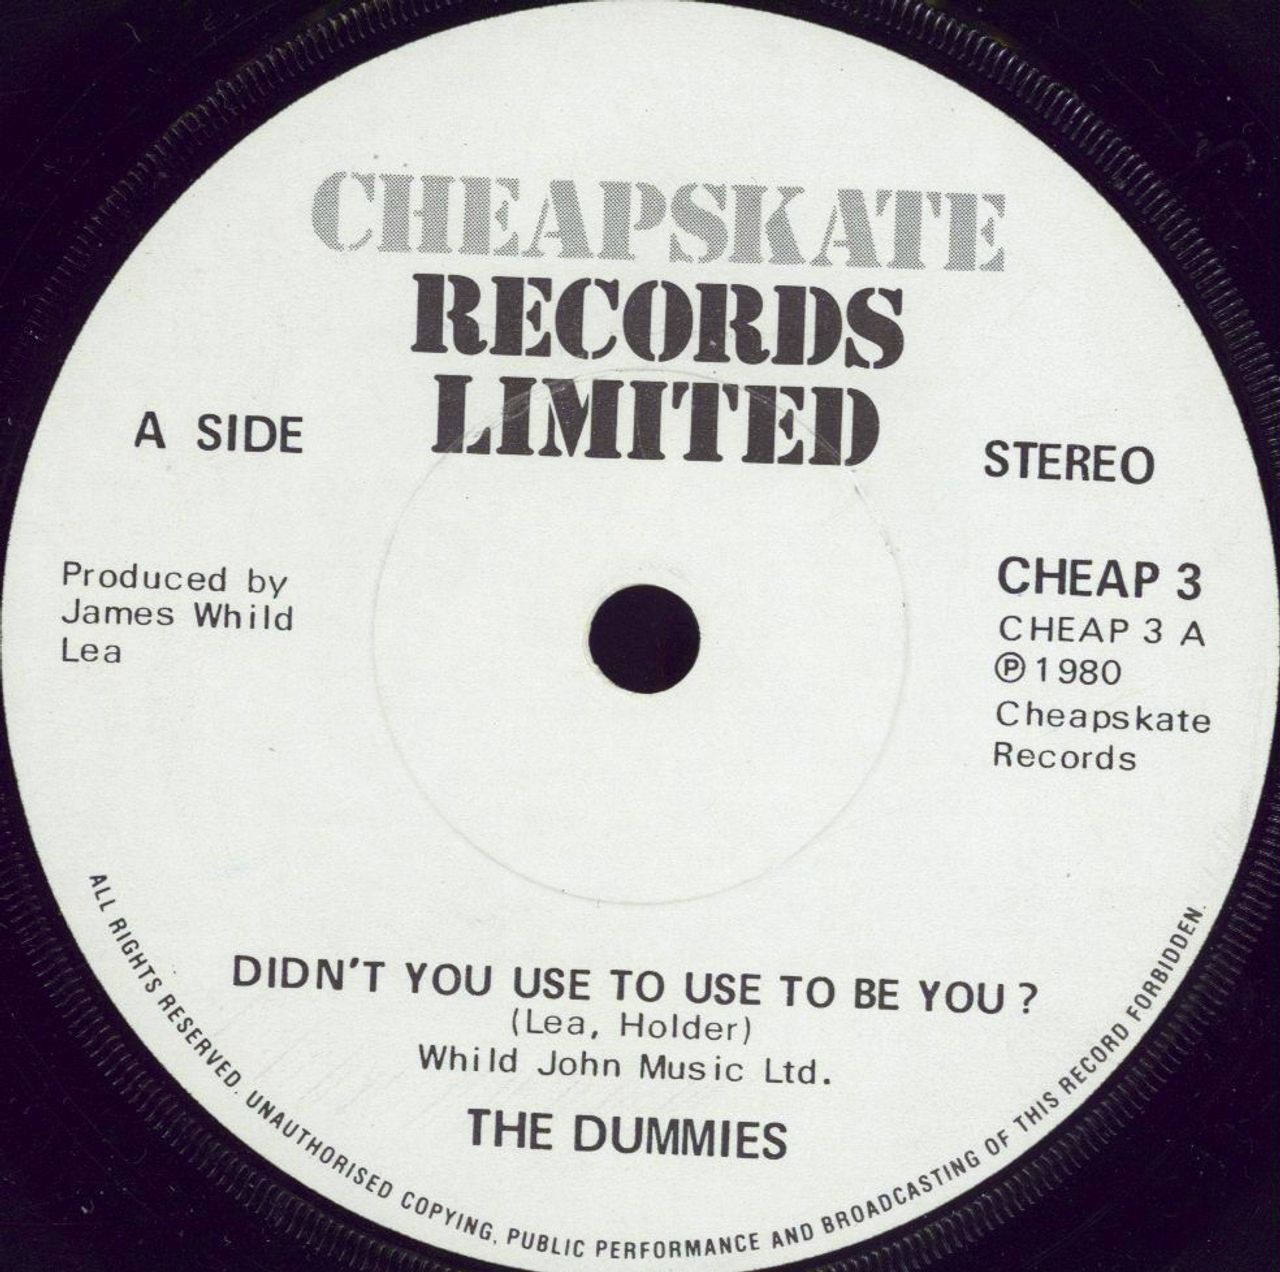 CHEAPSKATE
RECORDS
LIMITED
A SIDE
STEREO
Produced by
James Whild
Lea
CHEAP 3
CHEAP 3 A
℗ 1980
Cheapskate
Records
DIDN'T YOU USE TO USE TO BE YOU ?
(Lea, Holder)
Whild John Music Ltd.
THE DUMMIES
ALL RIGHTS RESERVED. UNAUTHORISED COPYING, PUBLIC PERFORMANCE AND BROADCASTING OF THIS RECORD FORBIDDEN.